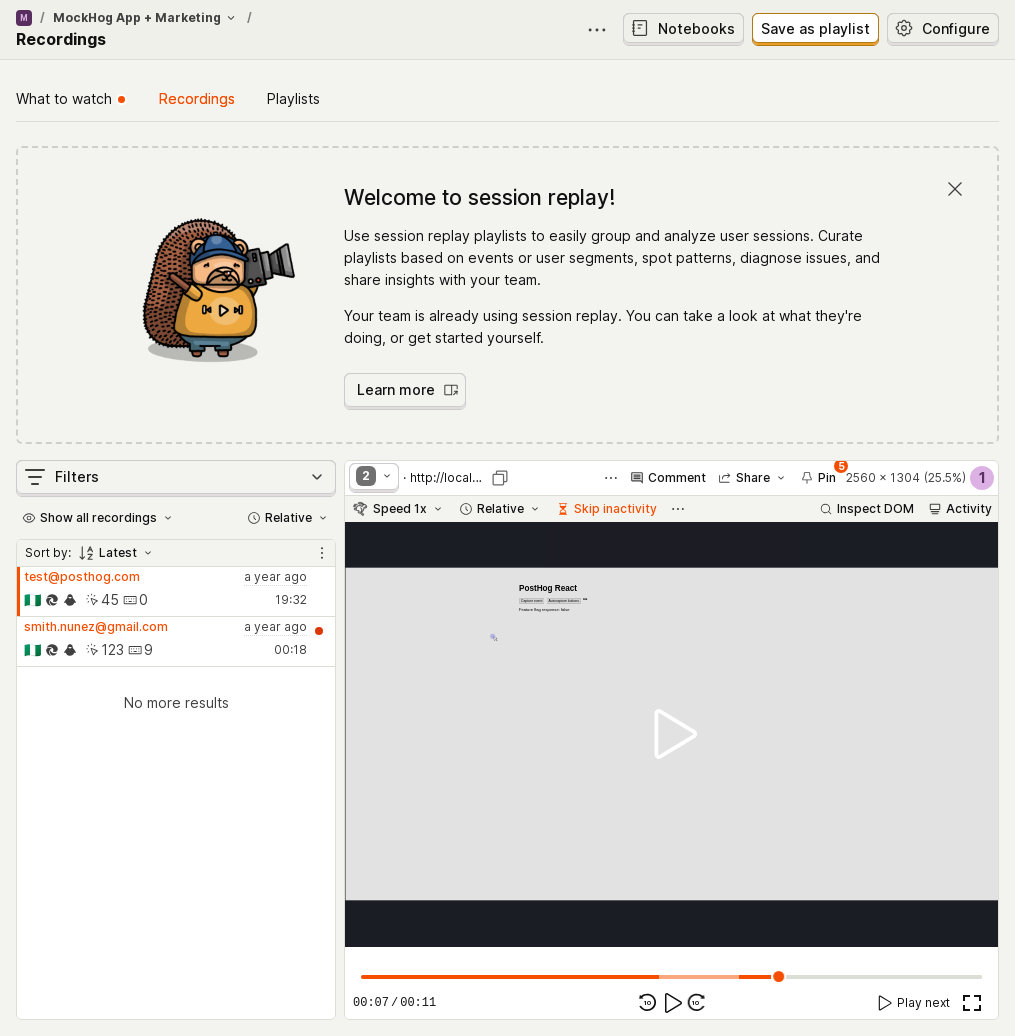 M / MockHog App + Marketing /
Recordings
Notebooks
Save as playlist
Configure
What to watch
Recordings
Playlists
Welcome to session replay!
Use session replay playlists to easily group and analyze user sessions. Curate
playlists based on events or user segments, spot patterns, diagnose issues, and
share insights with your team.
Your team is already using session replay. You can take a look at what they're
doing, or get started yourself.
Learn more
Filters
Show all recordings
Relative
Sort by: Latest
test@posthog.com a year ago
45 0 19:32
smith.nunez@gmail.com a year ago
123 9 00:18
No more results
2 · http://local... ··· Comment Share Pin 5 2560 × 1304 (25.5%) 1
Speed 1x Relative Skip inactivity ··· Inspect DOM Activity
PostHog React
Capture event Autocapture buttons
Feature flag response: false
00:07 / 00:11
10 10
Play next